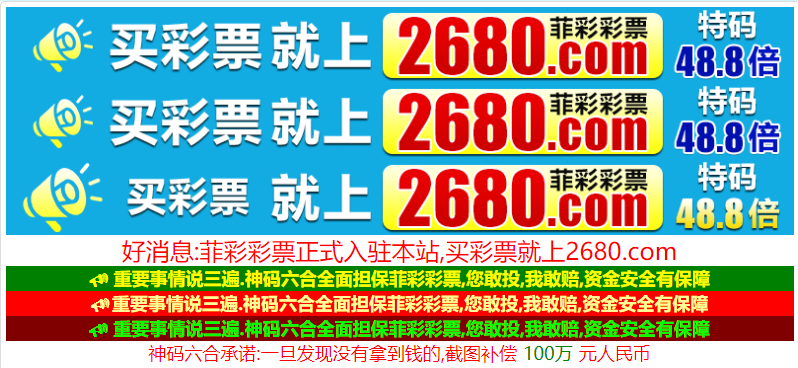 买彩票就上 2680.com 菲彩彩票 特码 48.8倍
买彩票就上 2680.com 菲彩彩票 特码 48.8倍
买彩票 就上 2680.com 菲彩彩票 特码 48.8倍
好消息:菲彩彩票正式入驻本站,买彩票就上2680.com
重要事情说三遍.神码六合全面担保菲彩彩票,您敢投,我敢赔,资金安全有保障
重要事情说三遍.神码六合全面担保菲彩彩票,您敢投,我敢赔,资金安全有保障
重要事情说三遍.神码六合全面担保菲彩彩票,您敢投,我敢赔,资金安全有保障
神码六合承诺:一旦发现没有拿到钱的,截图补偿 100万 元人民币